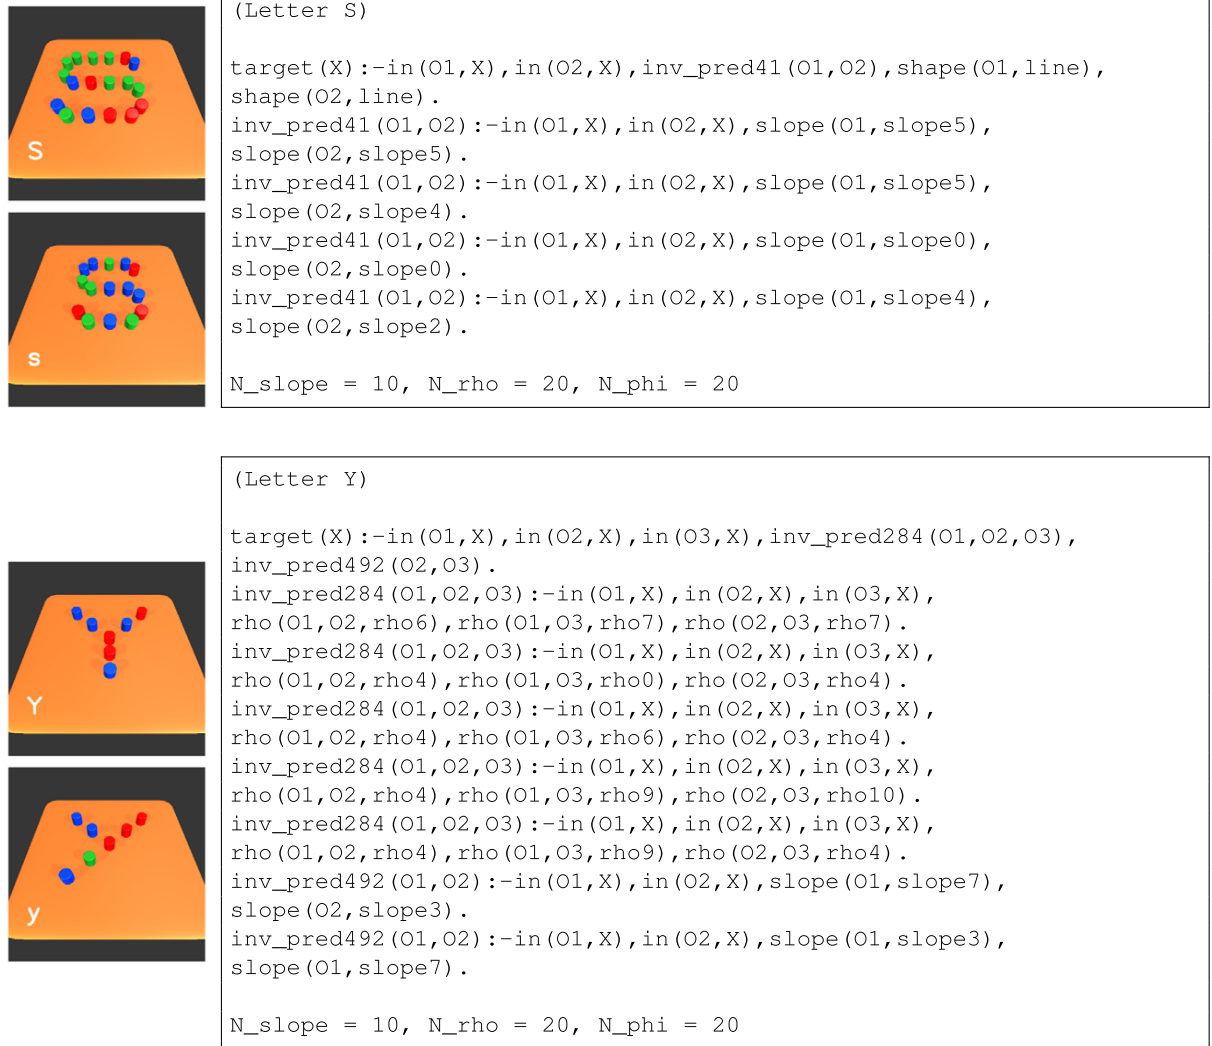 (Letter S)
target(X):-in(O1,X),in(O2,X),inv_pred41(O1,O2),shape(O1,line),
shape(O2,line).
inv_pred41(O1,O2):-in(O1,X),in(O2,X),slope(O1,slope5),
slope(O2,slope5).
inv_pred41(O1,O2):-in(O1,X),in(O2,X),slope(O1,slope5),
slope(O2,slope4).
inv_pred41(O1,O2):-in(O1,X),in(O2,X),slope(O1,slope0),
slope(O2,slope0).
inv_pred41(O1,O2):-in(O1,X),in(O2,X),slope(O1,slope4),
slope(O2,slope2).
N_slope = 10, N_rho = 20, N_phi = 20
S
s
(Letter Y)
target(X):-in(O1,X),in(O2,X),in(O3,X),inv_pred284(O1,O2,O3),
inv_pred492(O2,O3).
inv_pred284(O1,O2,O3):-in(O1,X),in(O2,X),in(O3,X),
rho(O1,O2,rho6),rho(O1,O3,rho7),rho(O2,O3,rho7).
inv_pred284(O1,O2,O3):-in(O1,X),in(O2,X),in(O3,X),
rho(O1,O2,rho4),rho(O1,O3,rho0),rho(O2,O3,rho4).
inv_pred284(O1,O2,O3):-in(O1,X),in(O2,X),in(O3,X),
rho(O1,O2,rho4),rho(O1,O3,rho6),rho(O2,O3,rho4).
inv_pred284(O1,O2,O3):-in(O1,X),in(O2,X),in(O3,X),
rho(O1,O2,rho4),rho(O1,O3,rho9),rho(O2,O3,rho10).
inv_pred284(O1,O2,O3):-in(O1,X),in(O2,X),in(O3,X),
rho(O1,O2,rho4),rho(O1,O3,rho9),rho(O2,O3,rho4).
inv_pred492(O1,O2):-in(O1,X),in(O2,X),slope(O1,slope7),
slope(O2,slope3).
inv_pred492(O1,O2):-in(O1,X),in(O2,X),slope(O1,slope3),
slope(O1,slope7).
N_slope = 10, N_rho = 20, N_phi = 20
Y
y